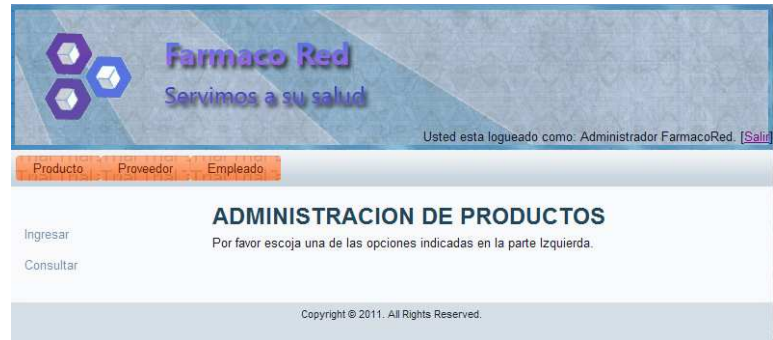 Farmaco Red
Servimos a su salud
Usted esta logueado como: Administrador FarmacoRed. [Salir]
Producto Proveedor Empleado
ADMINISTRACION DE PRODUCTOS
Ingresar
Por favor escoja una de las opciones indicadas en la parte Izquierda.
Consultar
Copyright © 2011. All Rights Reserved.